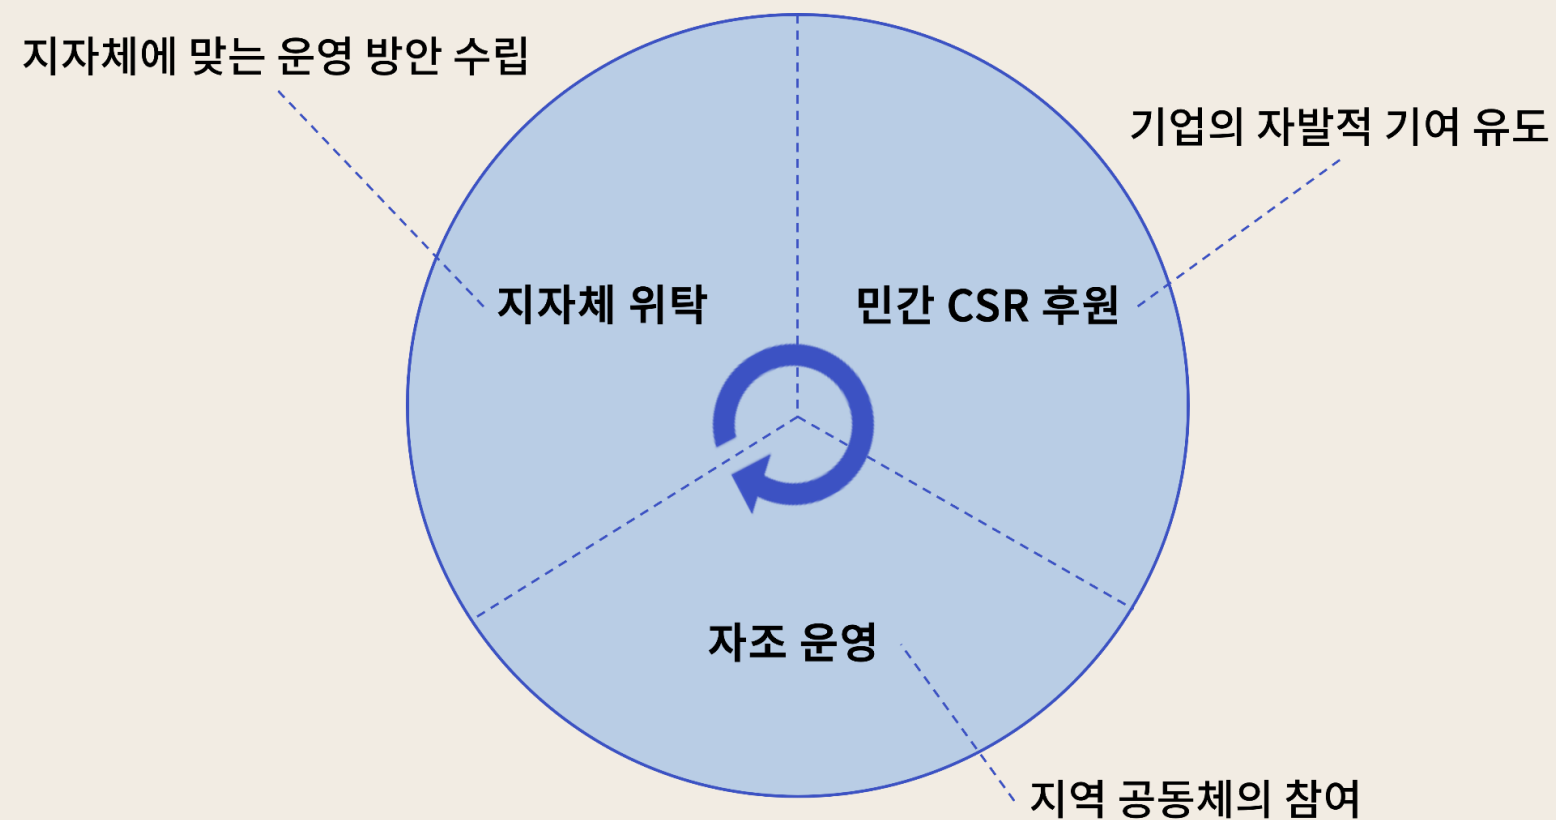 지자체에 맞는 운영 방안 수립
기업의 자발적 기여 유도
지자체 위탁
민간 CSR 후원
자조 운영
지역 공동체의 참여